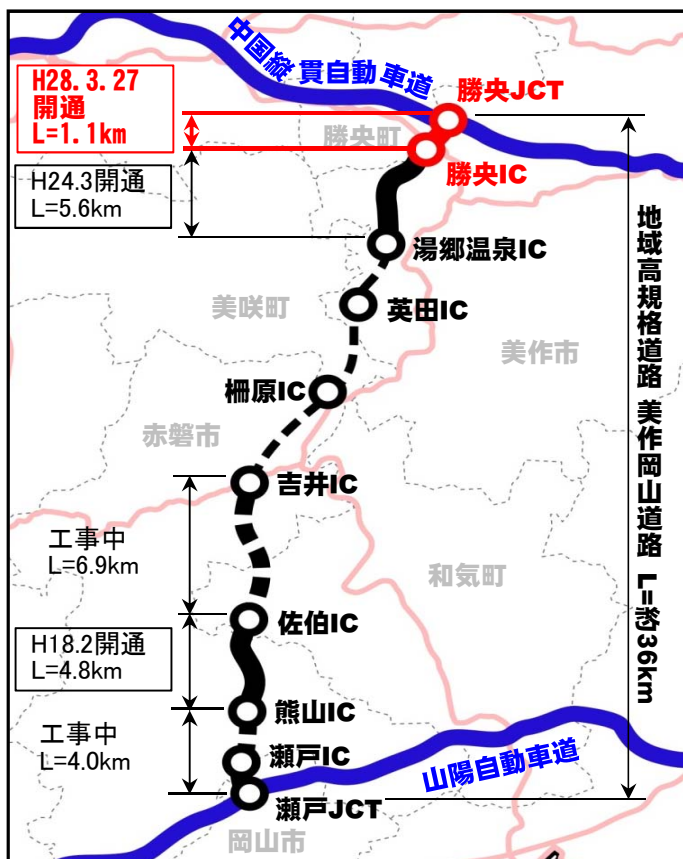 中国縦貫自動車道
H28.3.27
開通
L=1.1km
勝央JCT
勝央町
勝央IC
H24.3開通
L=5.6km
湯郷温泉IC
美咲町
英田IC
美作市
柵原IC
赤磐市
吉井IC
工事中
L=6.9km
和気町
佐伯IC
H18.2開通
L=4.8km
熊山IC
工事中
L=4.0km
瀬戸IC
山陽自動車道
瀬戸JCT
岡山市
地域高規格道路 美作岡山道路 L=約36km